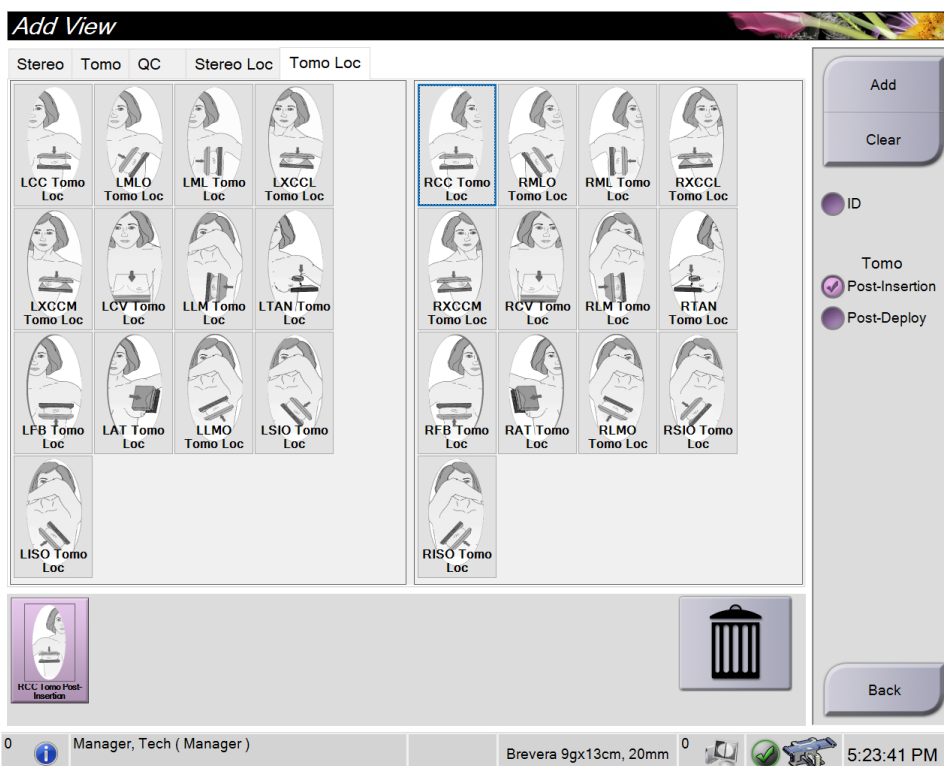 Add View
Stereo Tomo QC Stereo Loc Tomo Loc
LCC Tomo
Loc
LMLO
Tomo Loc
LML Tomo
Loc
LXCCL
Tomo Loc
LXCCM
Tomo Loc
LCV Tomo
Loc
LLM Tomo
Loc
LTAN Tomo
Loc
LFB Tomo
Loc
LAT Tomo
Loc
LLMO
Tomo Loc
LSIO Tomo
Loc
LISO Tomo
Loc
RCC Tomo
Loc
RMLO
Tomo Loc
RML Tomo
Loc
RXCCL
Tomo Loc
RXCCM
Tomo Loc
RCV Tomo
Loc
RLM Tomo
Loc
RTAN
Tomo Loc
RFB Tomo
Loc
RAT Tomo
Loc
RLMO
Tomo Loc
RSIO Tomo
Loc
RISO Tomo
Loc
Add
Clear
ID
Tomo
Post-Insertion
Post-Deploy
Back
RCC Tomo Post-
Insertion
0
Manager, Tech ( Manager )
Brevera 9gx13cm, 20mm
0
5:23:41 PM